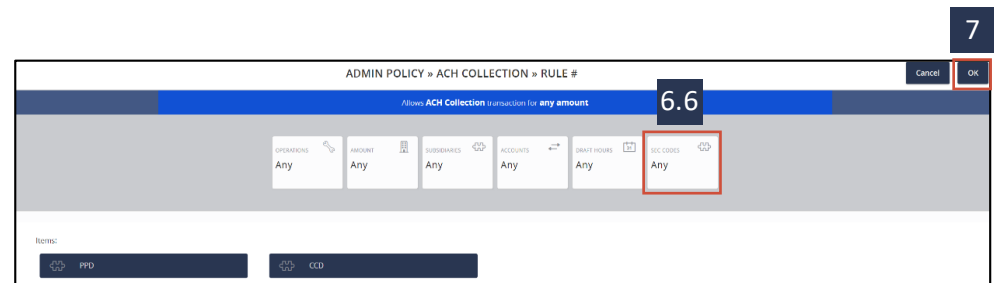 7
ADMIN POLICY » ACH COLLECTION » RULE #
Cancel
OK
Allows ACH Collection transaction for any amount
6.6
OPERATIONS
AMOUNT
SUBSIDIARIES
ACCOUNTS
DRAFT HOURS
SEC CODES
Any
Any
Any
Any
Any
Any
Items:
PPD
CCD